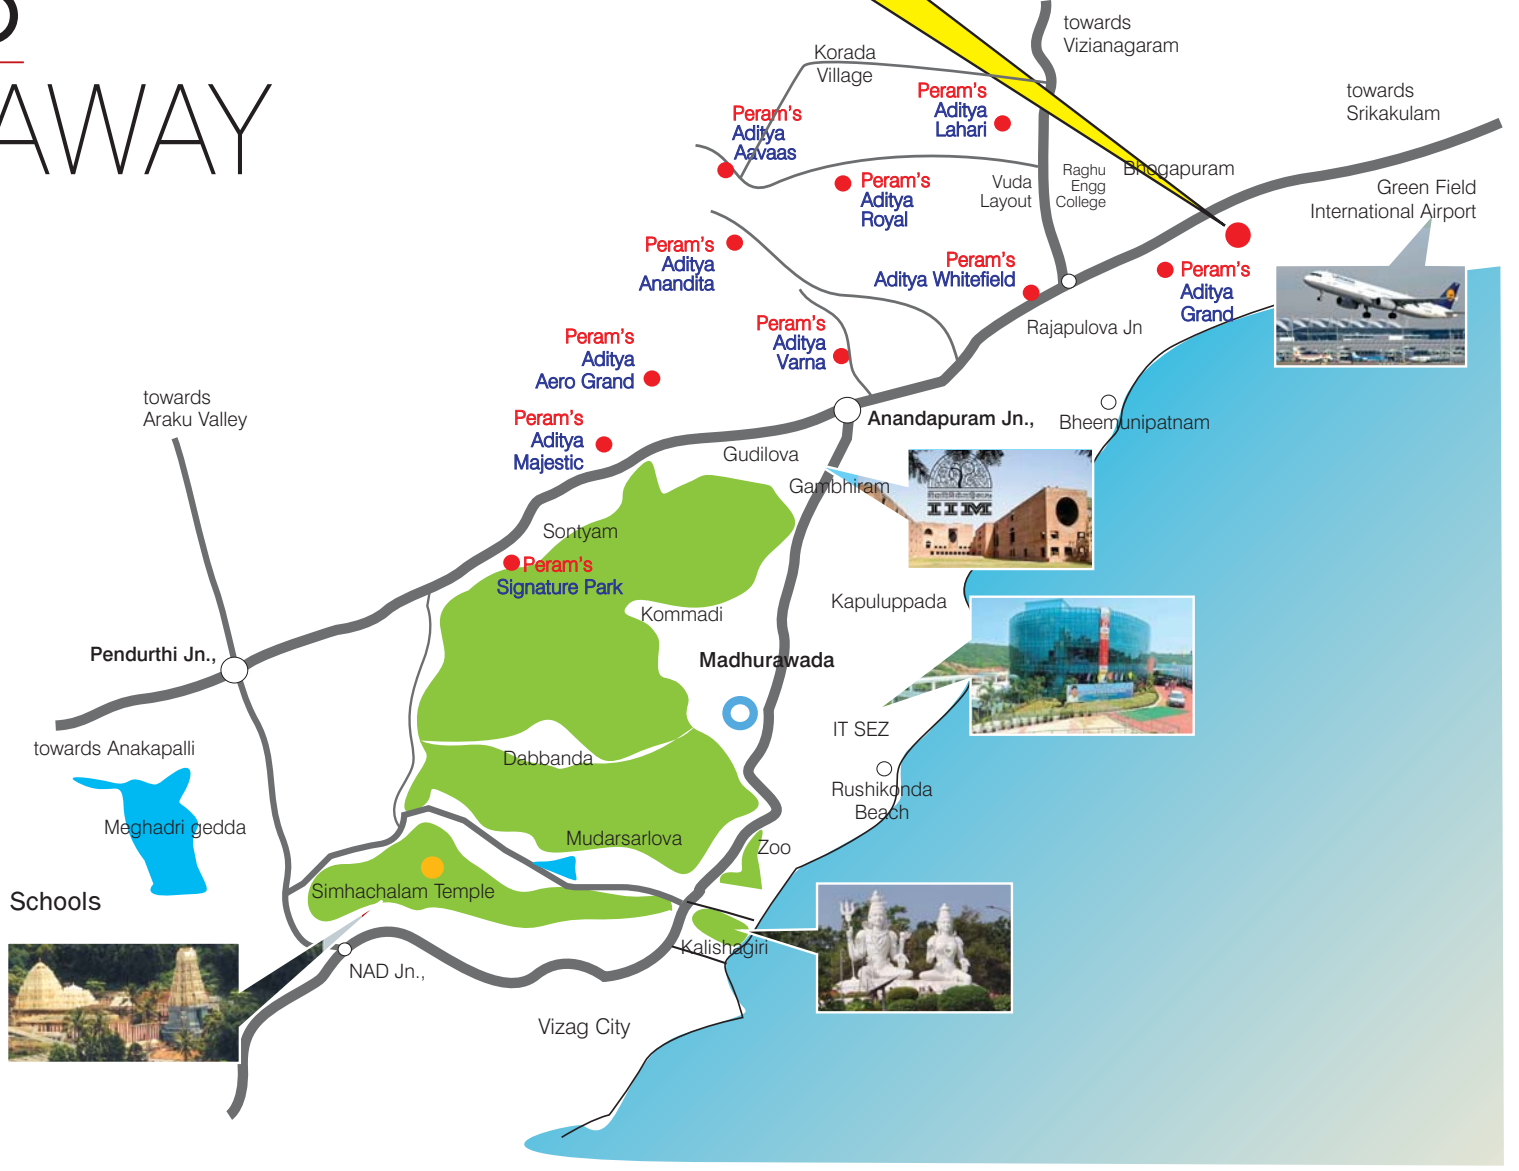 AWAY
towards
Vizianagaram
Korada
Village
towards
Srikakulam
Peram's
Aditya
Lahari
Peram's
Aditya
Aavaas
Raghu
Engg
College
Bhogapuram
Vuda
Layout
Peram's
Aditya
Royal
Green Field
International Airport
Peram's
Aditya
Anandita
Peram's
Aditya Whitefield
Peram's
Aditya
Grand
Rajapulova Jn
Peram's
Aditya
Varna
Peram's
Aditya
Aero Grand
towards
Araku Valley
Peram's
Aditya
Majestic
Anandapuram Jn.,
Bheemunipatnam
Gudilova
Gambhiram
IIM
Sontyam
Peram's
Signature Park
Kommadi
Kapuluppada
Pendurthi Jn.,
Madhurawada
towards Anakapalli
IT SEZ
Dabbanda
Rushikonda
Beach
Meghadri gedda
Mudarsarlova
Zoo
Simhachalam Temple
Schools
Kalishagiri
NAD Jn.,
Vizag City